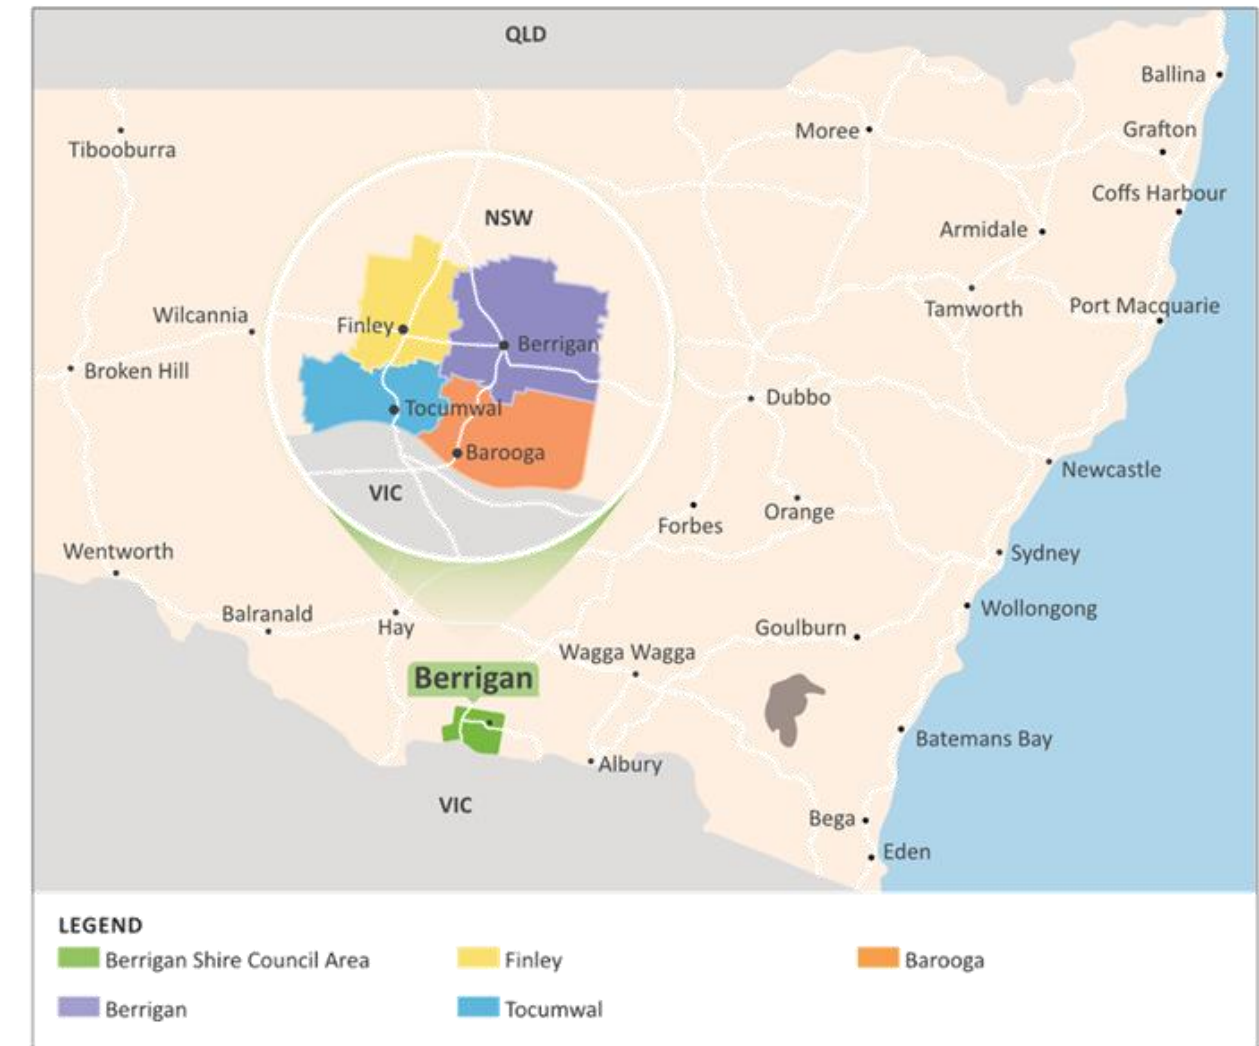 QLD
Ballina
Moree
Grafton
Tibooburra
Coffs Harbour
NSW
Armidale
Wilcannia
Tamworth
Port Macquarie
Finley
Berrigan
Broken Hill
Dubbo
Tocumwal
Barooga
Newcastle
VIC
Forbes
Orange
Wentworth
Sydney
Balranald
Wollongong
Hay
Goulburn
Wagga Wagga
Berrigan
Batemans Bay
Albury
VIC
Bega
Eden
LEGEND
Berrigan Shire Council Area
Finley
Barooga
Berrigan
Tocumwal